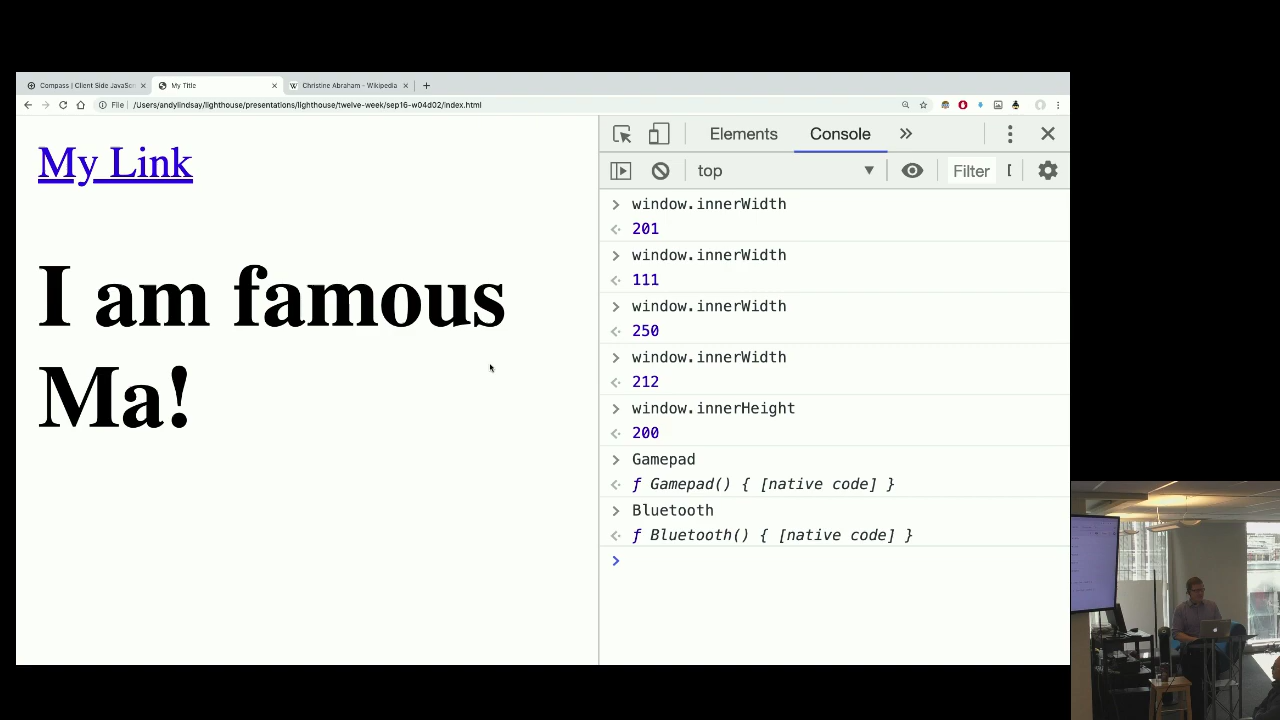 Compass | Client Side JavaScri
My Title
Christine Abraham - Wikipedia
File
/Users/andylindsay/lighthouse/presentations/lighthouse/twelve-week/sep16-w04d02/index.html
My Link
I am famous
Ma!
Elements
Console
top
Filter
window.innerWidth
201
window.innerWidth
111
window.innerWidth
250
window.innerWidth
212
window.innerHeight
200
Gamepad
ƒ Gamepad() { [native code] }
Bluetooth
ƒ Bluetooth() { [native code] }